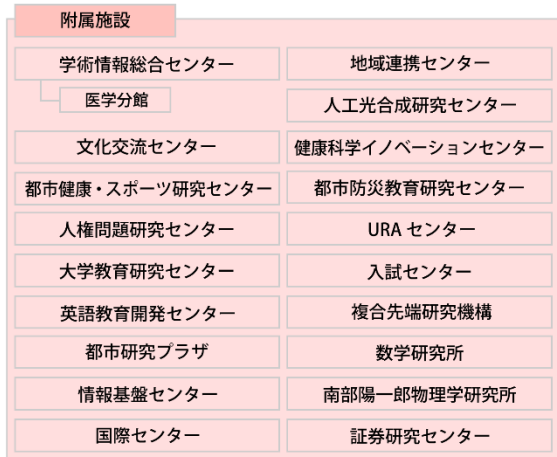 附属施設
学術情報総合センター
医学分館
文化交流センター
都市健康・スポーツ研究センター
人権問題研究センター
大学教育研究センター
英語教育開発センター
都市研究プラザ
情報基盤センター
国際センター
地域連携センター
人工光合成研究センター
健康科学イノベーションセンター
都市防災教育研究センター
URA センター
入試センター
複合先端研究機構
数学研究所
南部陽一郎物理学研究所
証券研究センター